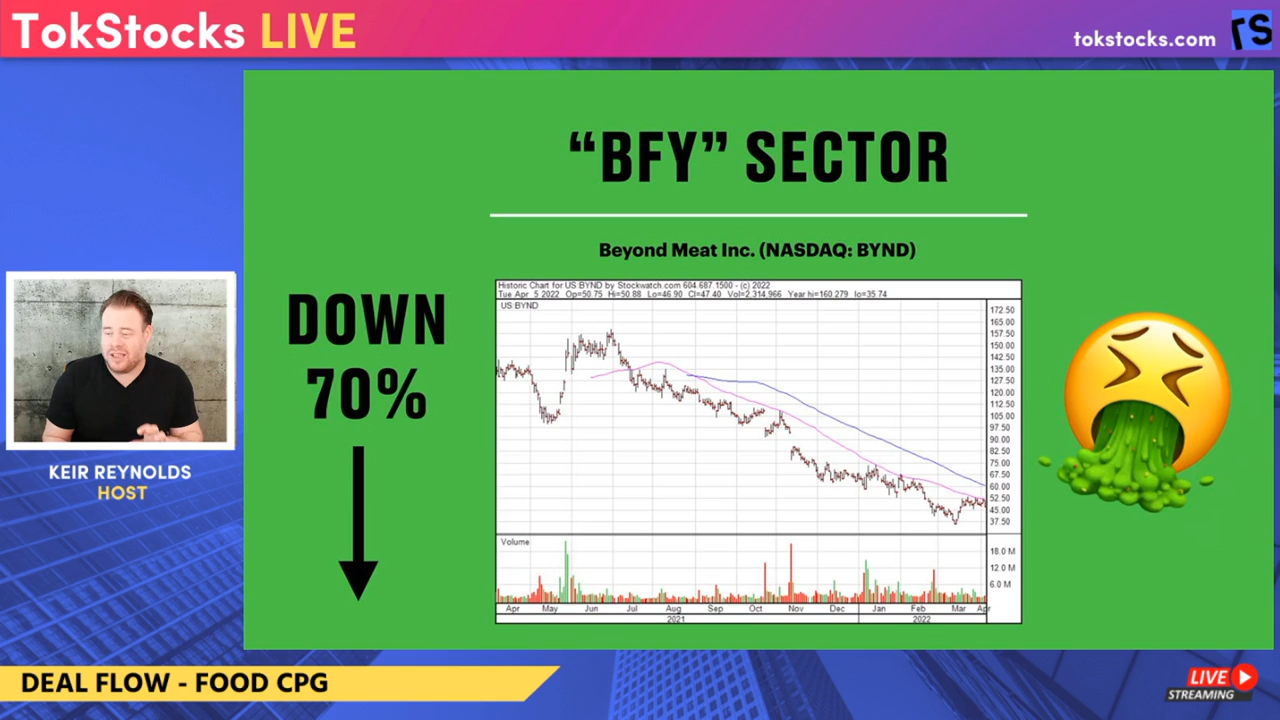 TokStocks LIVE
tokstocks.com
TS
“BFY” SECTOR
Beyond Meat Inc. (NASDAQ: BYND)
DOWN
70%
Historic Chart for US:BYND by Stockwatch.com 604.687.1500 - (c) 2022
Tue Apr 5 2022 Op=50.75 Hi=50.88 Lo=46.90 Cl=47.40 Vol=2,314,966 Year hi=160.279 lo=35.74
US:BYND
172.50
165.00
157.50
150.00
142.50
135.00
127.50
120.00
112.50
105.00
97.50
90.00
82.50
75.00
67.50
60.00
52.50
45.00
37.50
Volume
18.0 M
12.0 M
6.0 M
Apr May Jun Jul Aug Sep Oct Nov Dec Jan Feb Mar Apr
2021 2022
KEIR REYNOLDS
HOST
DEAL FLOW - FOOD CPG
LIVE
STREAMING